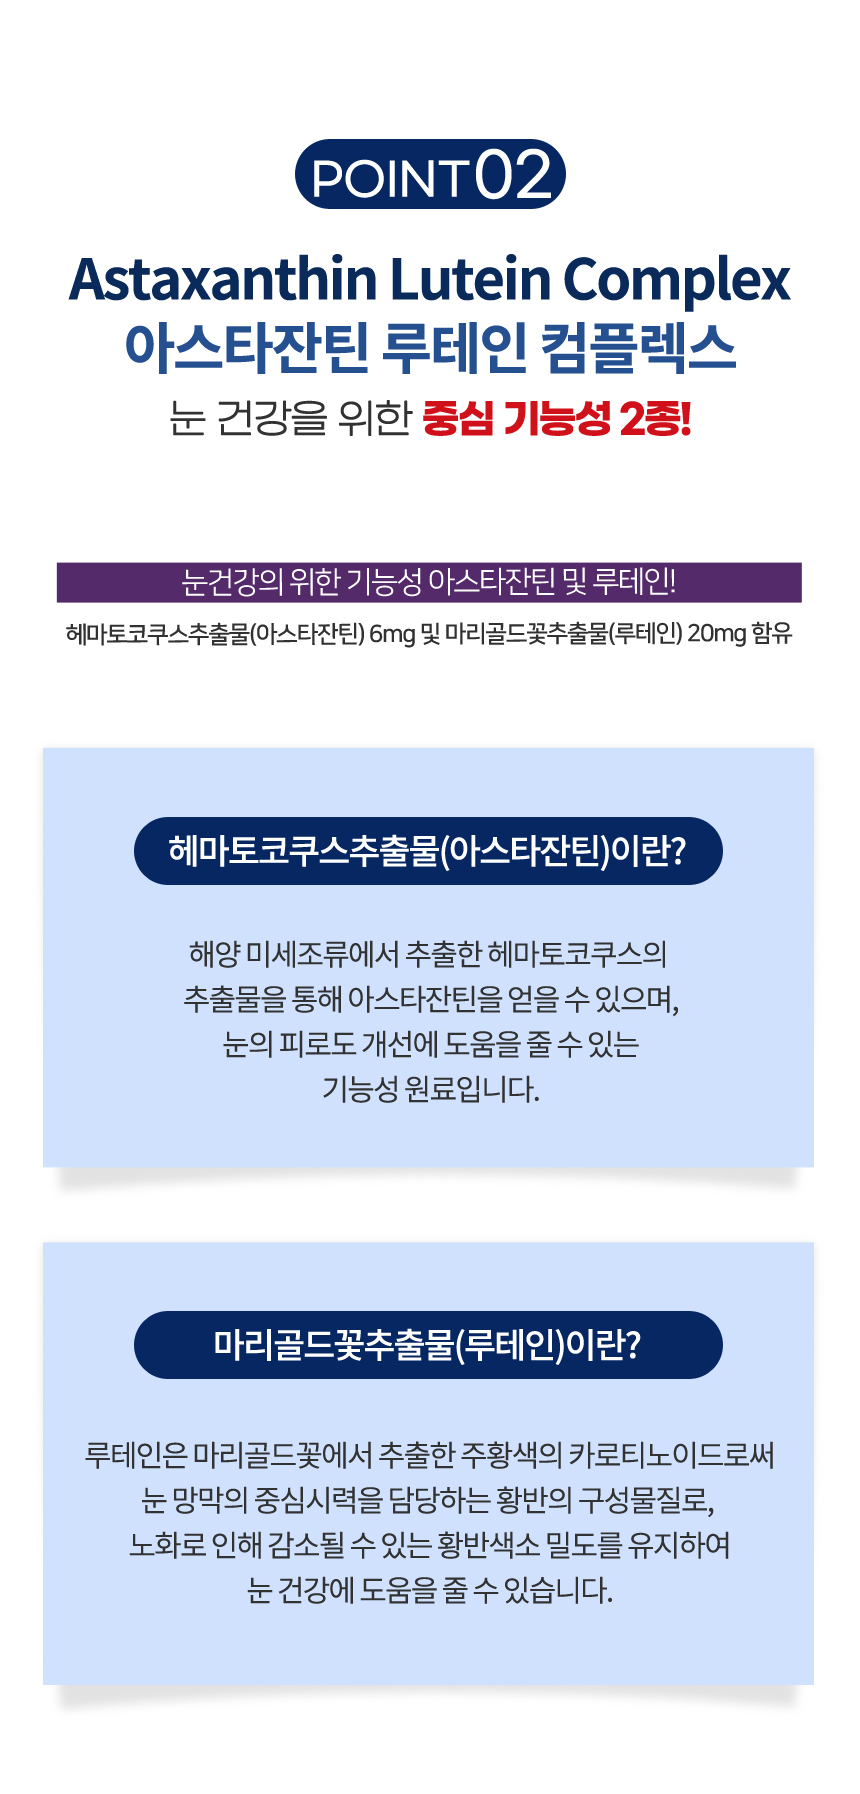 POINT02
Astaxanthin Lutein Complex
아스타잔틴 루테인 컴플렉스
눈 건강을 위한 중심 기능성 2종!
눈건강의 위한 기능성 아스타잔틴 및 루테인!
헤마토코쿠스추출물(아스타잔틴) 6mg 및 마리골드꽃추출물(루테인) 20mg 함유
헤마토코쿠스추출물(아스타잔틴)이란?
해양 미세조류에서 추출한 헤마토코쿠스의
추출물을 통해 아스타잔틴을 얻을 수 있으며,
눈의 피로도 개선에 도움을 줄 수 있는
기능성 원료입니다.
마리골드꽃추출물(루테인)이란?
루테인은 마리골드꽃에서 추출한 주황색의 카로티노이드로써
눈 망막의 중심시력을 담당하는 황반의 구성물질로,
노화로 인해 감소될 수 있는 황반색소 밀도를 유지하여
눈 건강에 도움을 줄 수 있습니다.